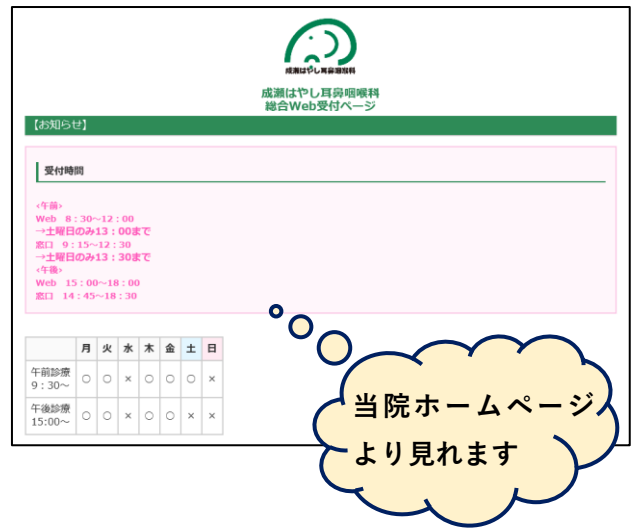 成瀬はやし耳鼻咽喉科
成瀬はやし耳鼻咽喉科
総合Web受付ページ
【お知らせ】
受付時間
<午前>
Web 8：30～12：00
→土曜日のみ13：00まで
窓口 9：15～12：30
→土曜日のみ13：30まで
<午後>
Web 15：00～18：00
窓口 14：45～18：30
月 火 水 木 金 土 日
午前診療
9：30～ ○ ○ × ○ ○ ○ ×
午後診療
15:00～ ○ ○ × ○ ○ × ×
当院ホームページ
より見れます